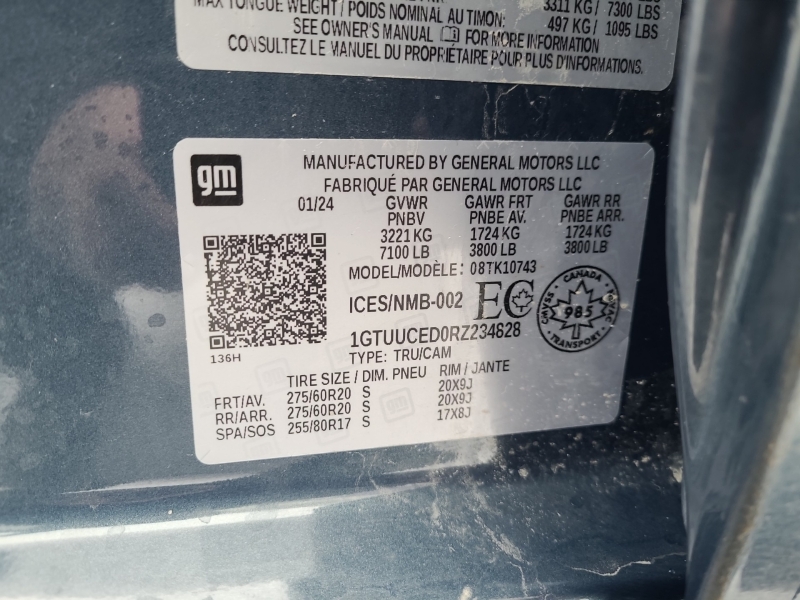 MAX TONGUE WEIGHT / POIDS NOMINAL AU TIMON: 3311 KG / 7300 LBS
497 KG / 1095 LBS
SEE OWNER'S MANUAL FOR MORE INFORMATION
CONSULTEZ LE MANUEL DU PROPRIÉTAIRE POUR PLUS D'INFORMATIONS.
gm
MANUFACTURED BY GENERAL MOTORS LLC
FABRIQUÉ PAR GENERAL MOTORS LLC
01/24 GVWR GAWR FRT GAWR RR
PNBV PNBE AV. PNBE ARR.
3221 KG 1724 KG 1724 KG
7100 LB 3800 LB 3800 LB
MODEL/MODÈLE: 08TK10743
ICES/NMB-002 EC
CANADA
CMVSS 985 NSVAC
TRANSPORT
1GTUUCED0RZ234628
136H
TYPE: TRU/CAM
TIRE SIZE / DIM. PNEU RIM / JANTE
FRT/AV. 275/60R20 S 20X9J
RR/ARR. 275/60R20 S 20X9J
SPA/SOS 255/80R17 S 17X8J
gm